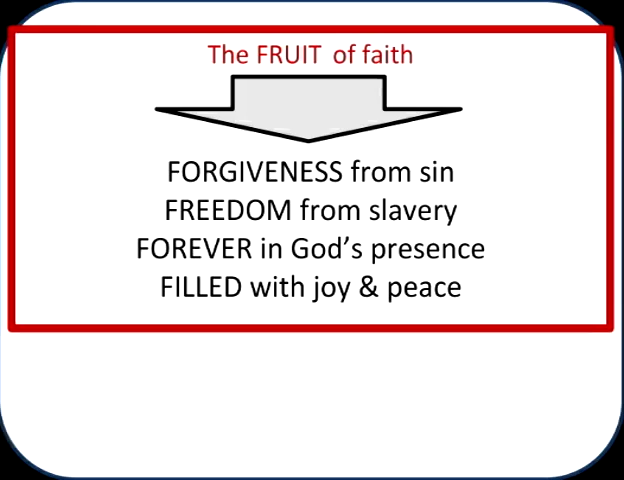 The FRUIT of faith
FORGIVENESS from sin
FREEDOM from slavery
FOREVER in God’s presence
FILLED with joy & peace